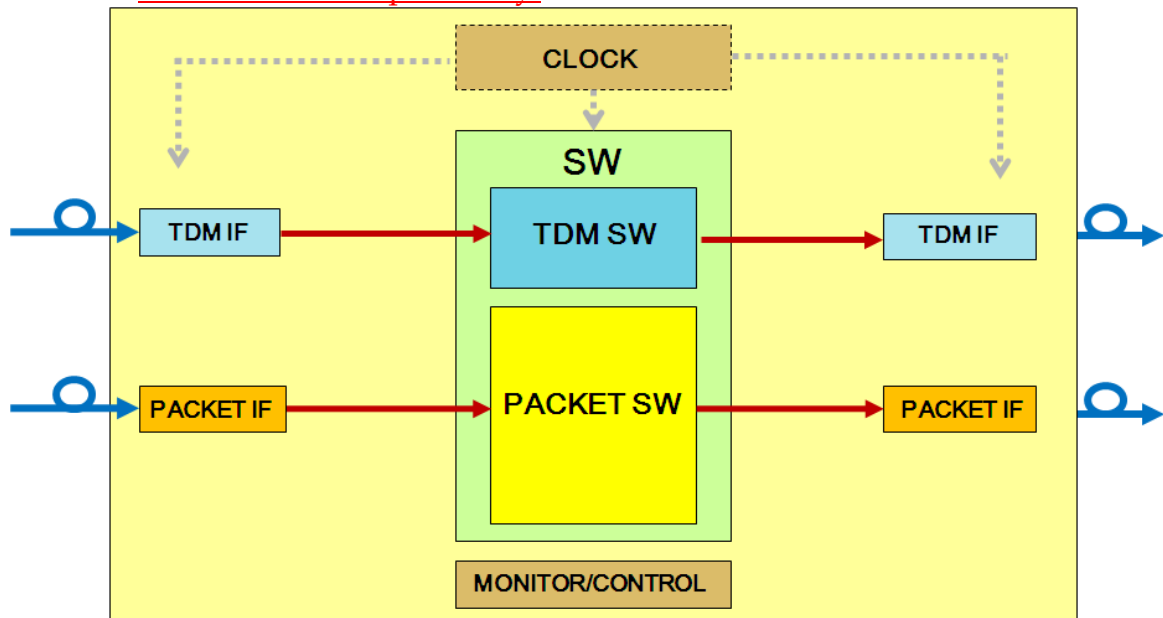 CLOCK
SW
TDM IF
TDM SW
TDM IF
PACKET IF
PACKET SW
PACKET IF
MONITOR/CONTROL